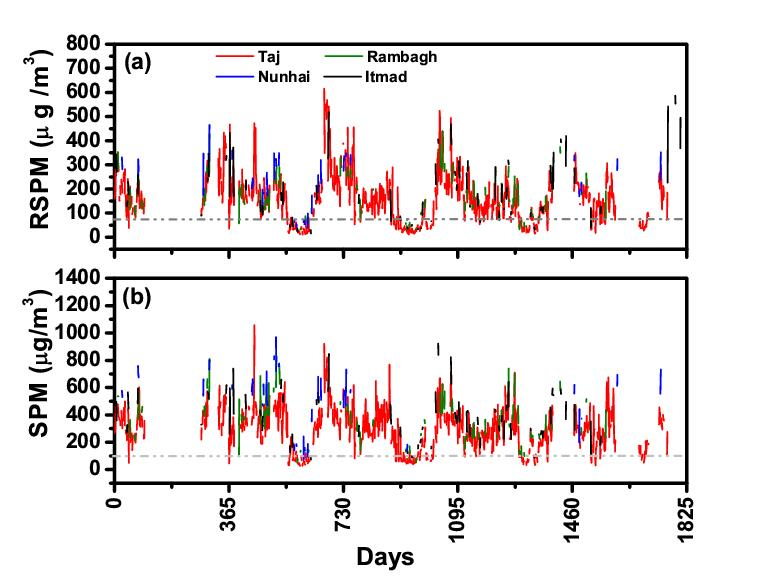 (a)
Taj
Rambagh
Nunhai
Itmad
RSPM (μ g /m³)
800
700
600
500
400
300
200
100
0
(b)
SPM (μg/m³)
1400
1200
1000
800
600
400
200
0
0
365
730
1095
1460
1825
Days